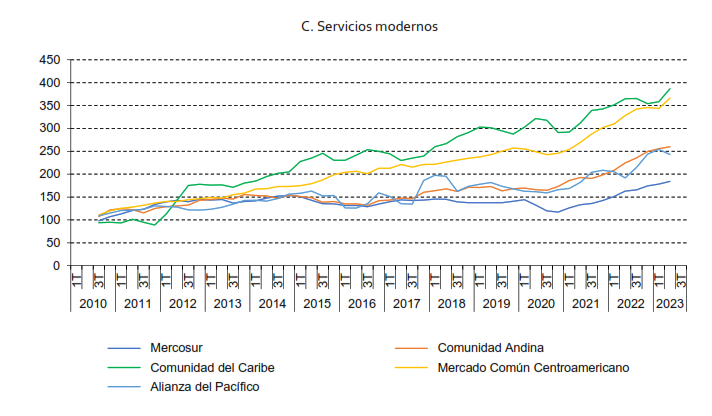 C. Servicios modernos
450
400
350
300
250
200
150
100
50
0
1T 3T 1T 3T 1T 3T 1T 3T 1T 3T 1T 3T 1T 3T 1T 3T 1T 3T 1T 3T 1T 3T 1T 3T 1T 3T 1T 3T
2010 2011 2012 2013 2014 2015 2016 2017 2018 2019 2020 2021 2022 2023
Mercosur Comunidad Andina
Comunidad del Caribe Mercado Común Centroamericano
Alianza del Pacífico